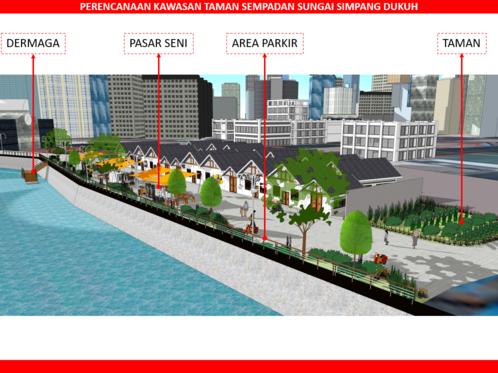 PERENCANAAN KAWASAN TAMAN SEMPADAN SUNGAI SIMPANG DUKUH
DERMAGA
PASAR SENI
AREA PARKIR
TAMAN